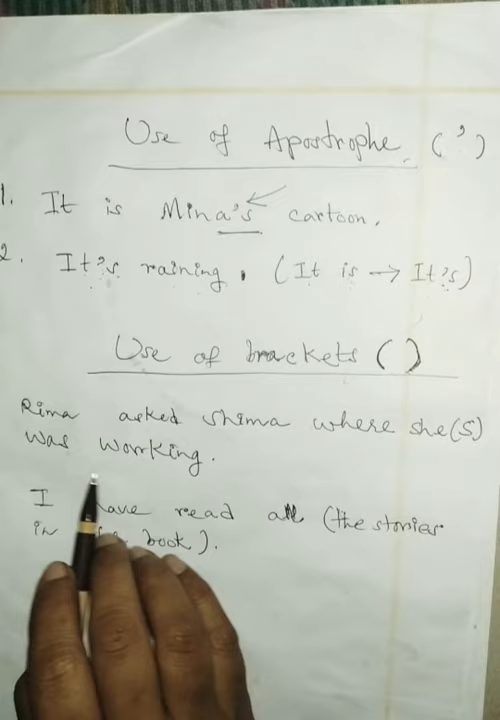 Use of Apostrophe. (’)
1. It is Mina's cartoon.
2. It's raining. (It is → It's)
Use of brackets ()
Rima asked Shima where she(S)
was working.
I have read all (the stories
in book).